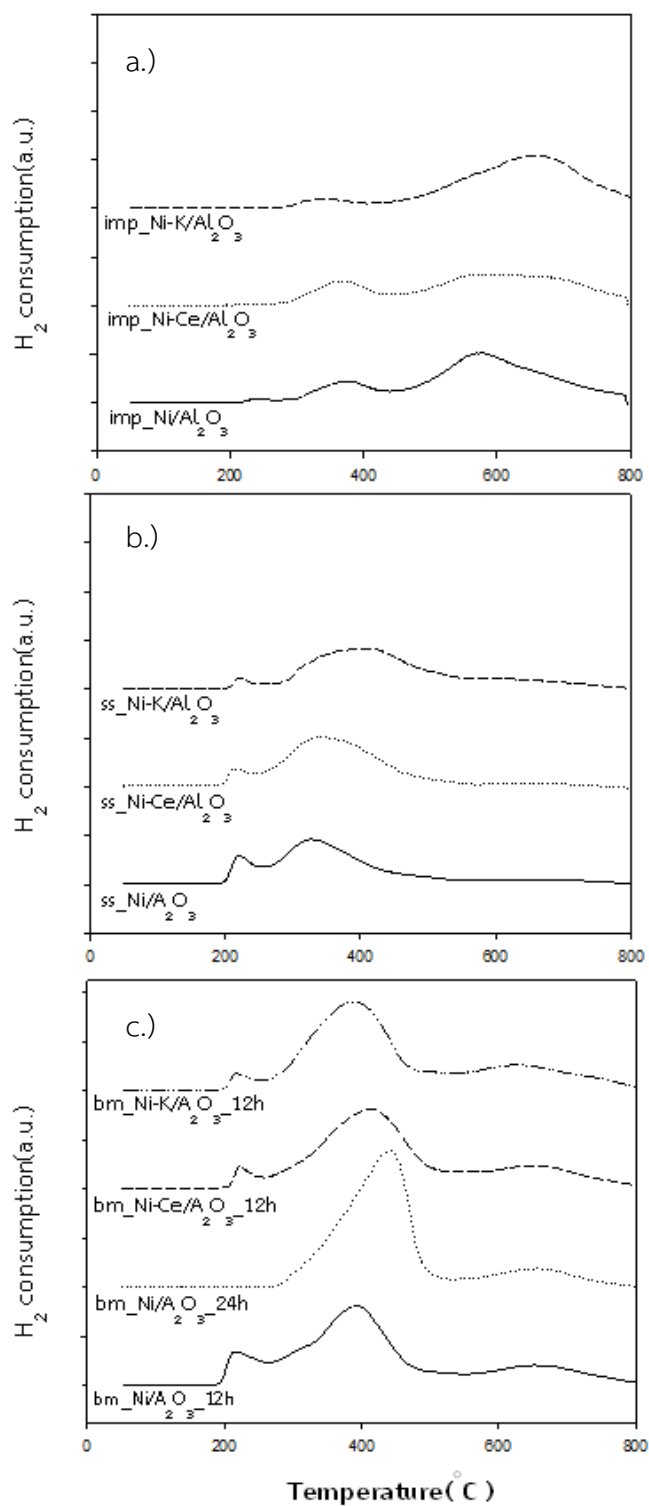 a.)
H2 consumption(a.u.)
imp_Ni-K/Al2O3
imp_Ni-Ce/Al2O3
imp_Ni/Al2O3
0 200 400 600 800
b.)
H2 consumption(a.u.)
ss_Ni-K/Al2O3
ss_Ni-Ce/Al2O3
ss_Ni/A2O3
0 200 400 600 800
c.)
H2 consumption(a.u.)
bm_Ni-K/A2O3_12h
bm_Ni-Ce/A2O3_12h
bm_Ni/A2O3_24h
bm_Ni/A2O3_12h
0 200 400 600 800
Temperature(°C)